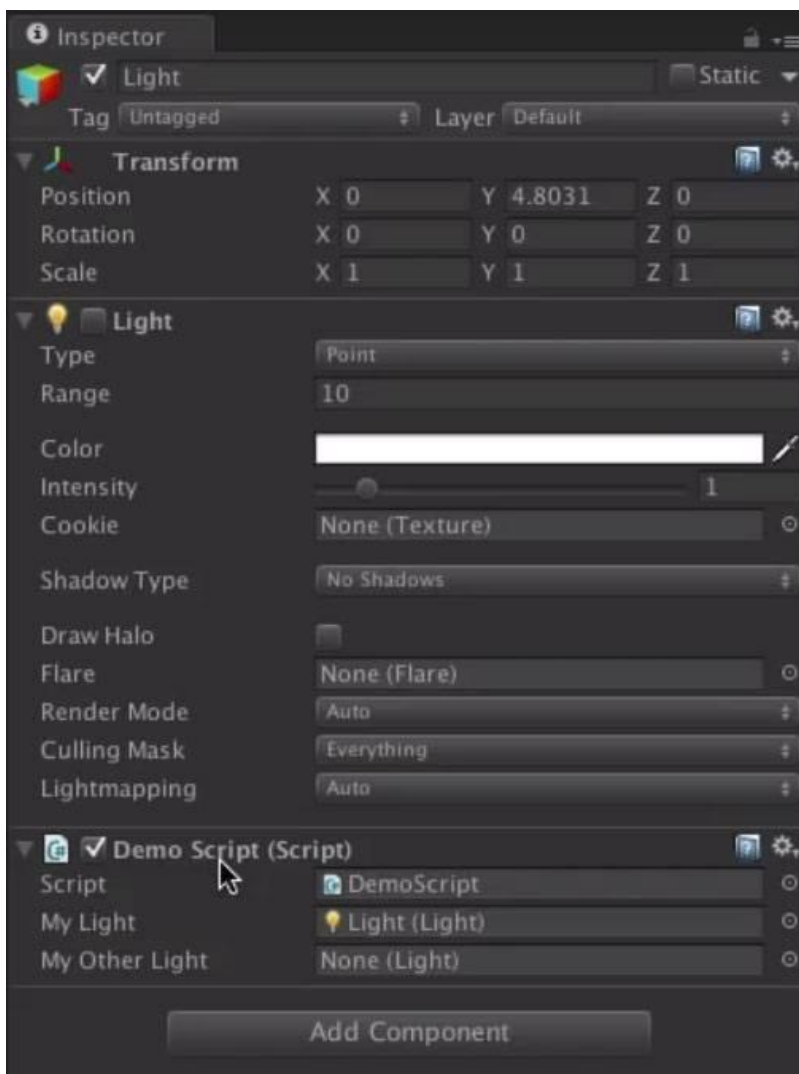 Inspector
Light Static
Tag Untagged Layer Default
Transform
Position X 0 Y 4.8031 Z 0
Rotation X 0 Y 0 Z 0
Scale X 1 Y 1 Z 1
Light
Type Point
Range 10
Color
Intensity 1
Cookie None (Texture)
Shadow Type No Shadows
Draw Halo
Flare None (Flare)
Render Mode Auto
Culling Mask Everything
Lightmapping Auto
Demo Script (Script)
Script DemoScript
My Light Light (Light)
My Other Light None (Light)
Add Component